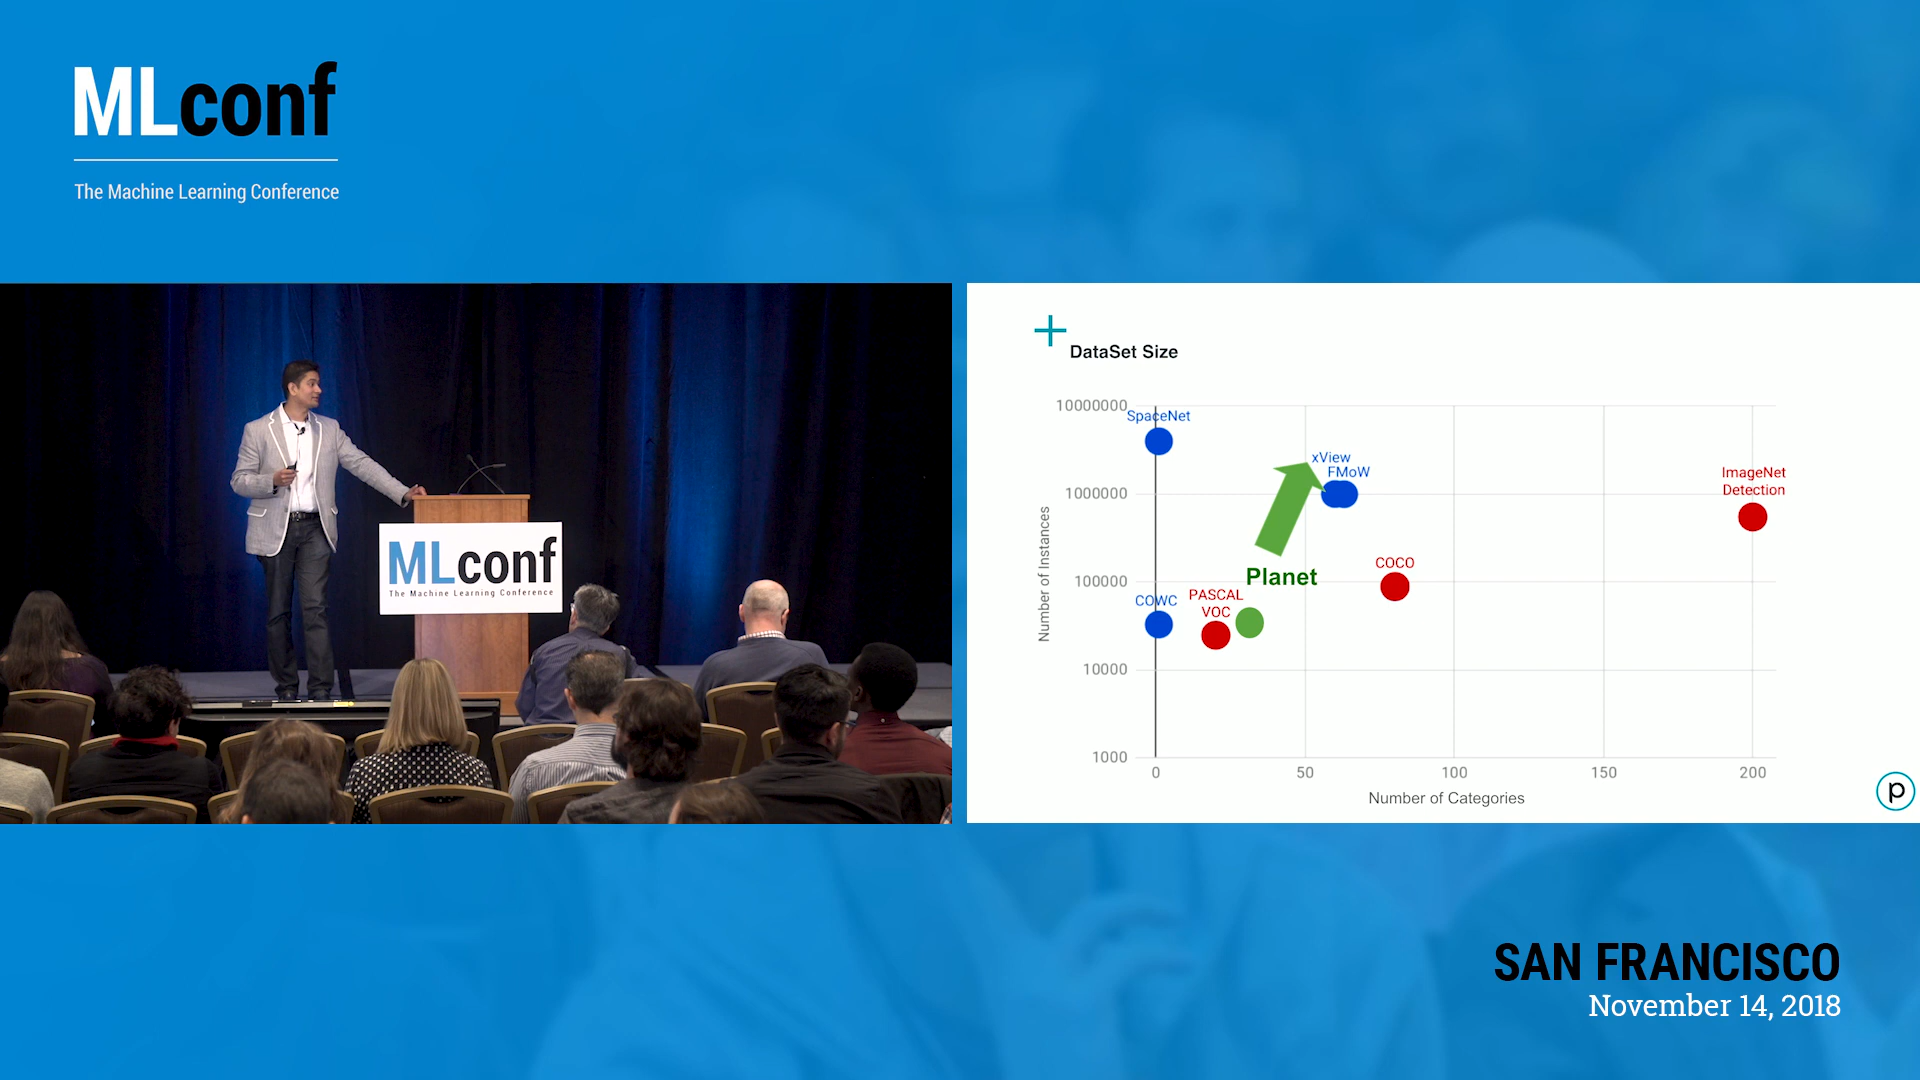 MLconf
The Machine Learning Conference
MLconf
The Machine Learning Conference
DataSet Size
Number of Instances
10000000
1000000
100000
10000
1000
0
50
100
150
200
Number of Categories
SpaceNet
xView
FMoW
ImageNet
Detection
COCO
Planet
COWC
PASCAL
VOC
p
SAN FRANCISCO
November 14, 2018